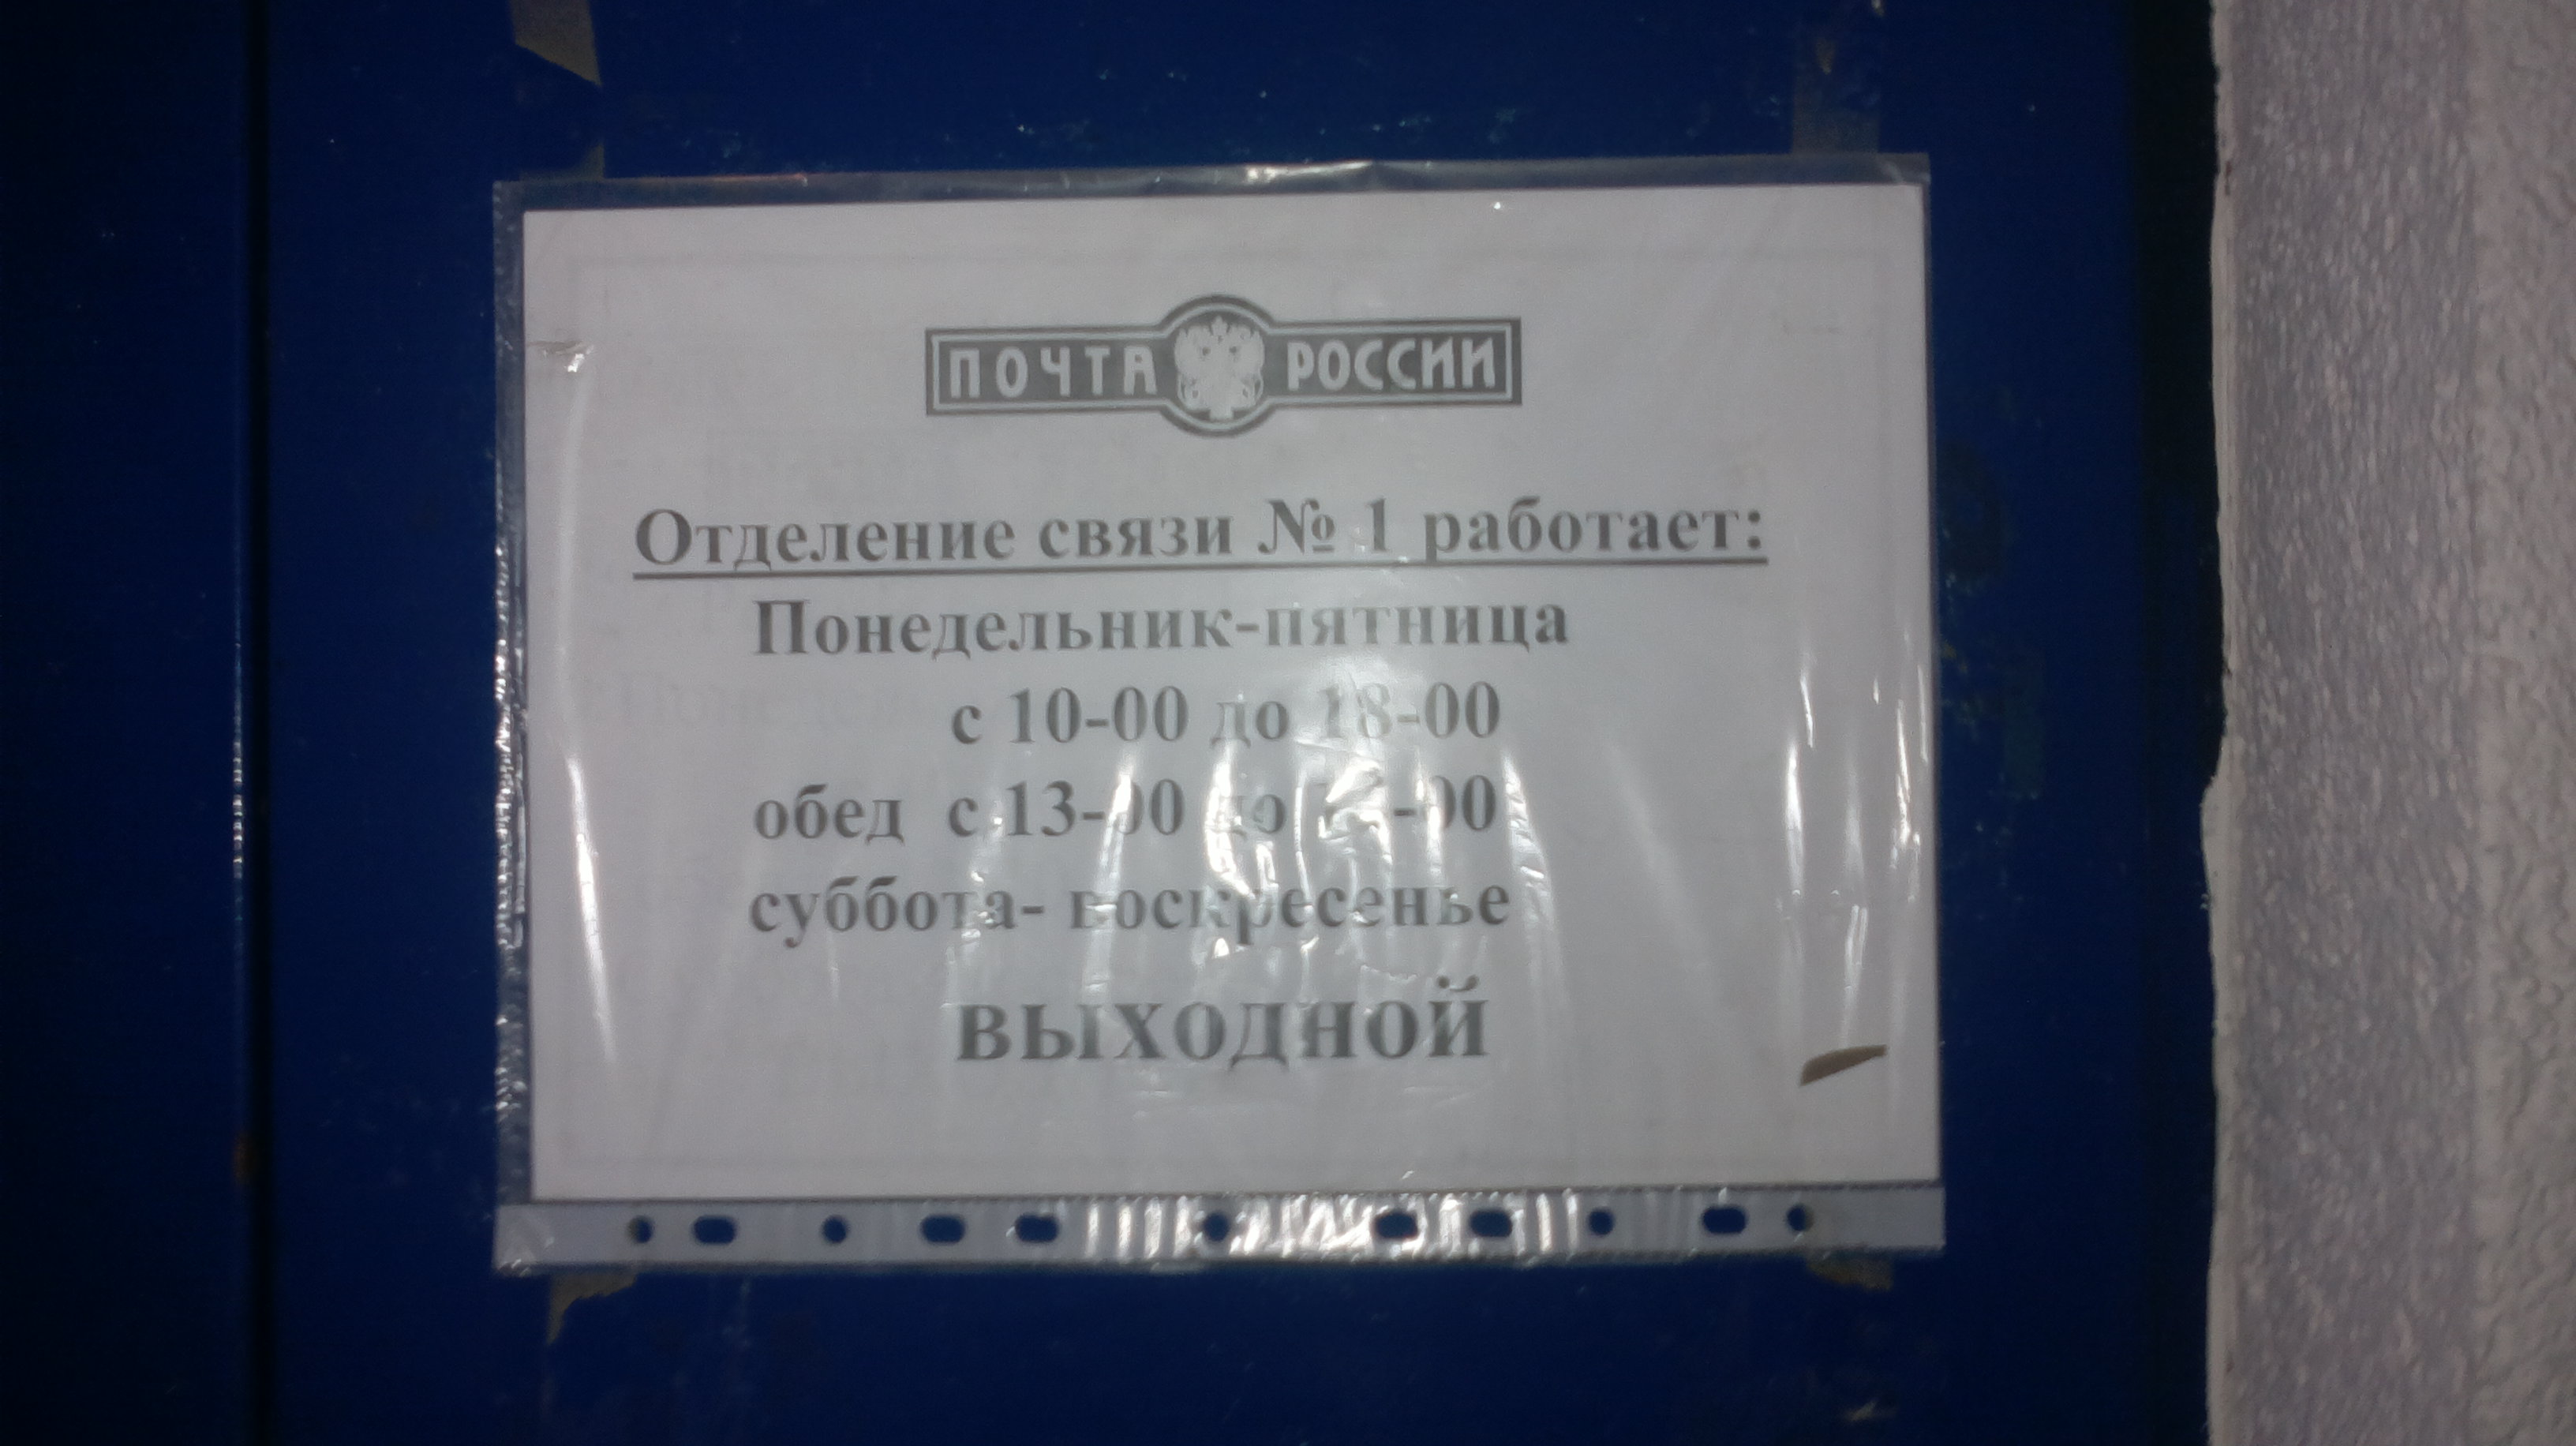 ПОЧТА РОССИИ
Отделение связи № 1 работает:
Понедельник-пятница
с 10-00 до 18-00
обед с 13-00 до
суббота- воскресенье
выходной